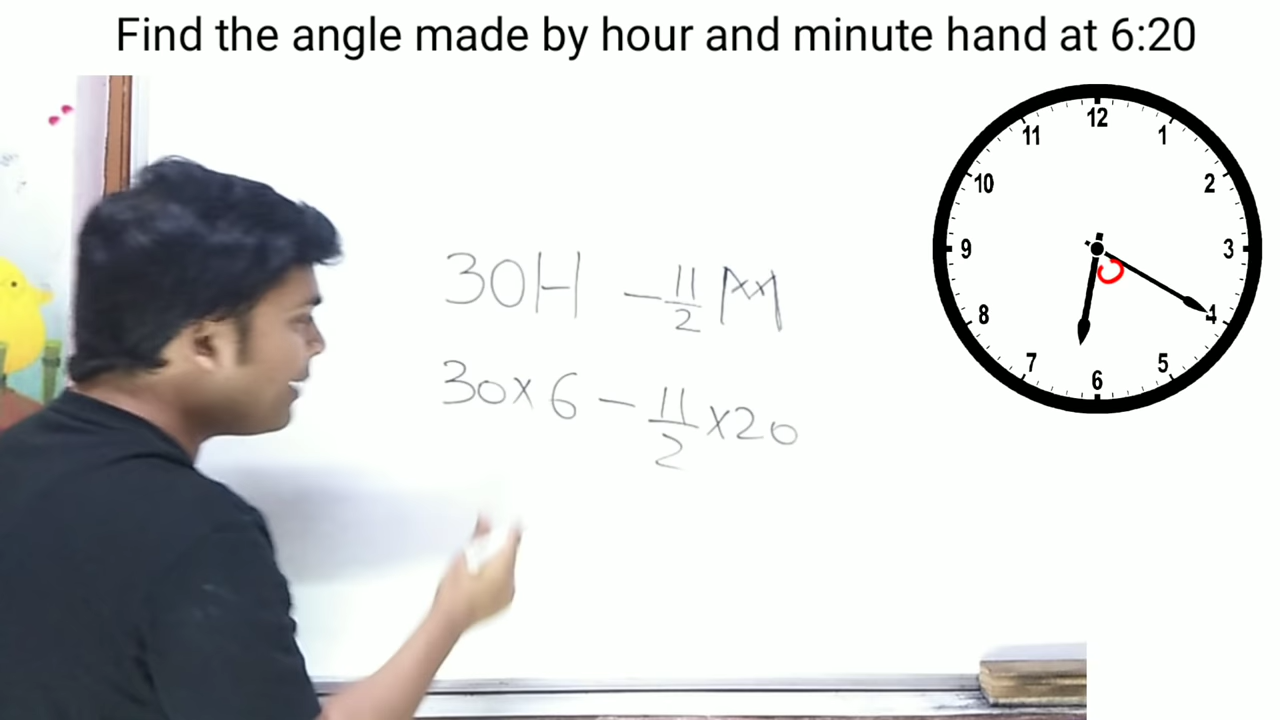 Find the angle made by hour and minute hand at 6:20
12
11 1
10 2
9 3
8 4
7 5
6
30H - 11/2 M
30 x 6 - 11/2 x 20